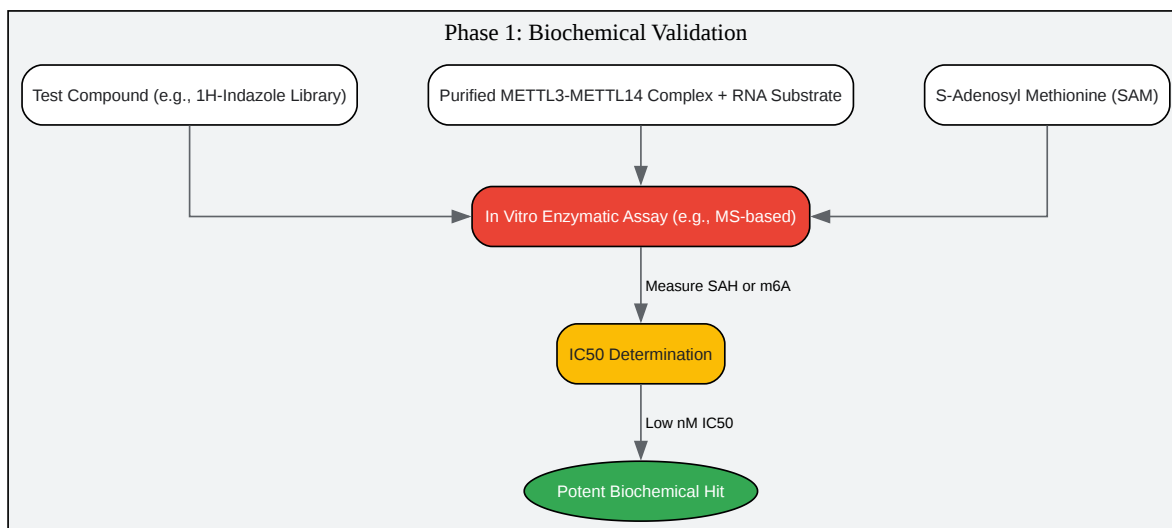 Phase 1: Biochemical Validation
Test Compound (e.g., 1H-Indazole Library)
Purified METTL3-METTL14 Complex + RNA Substrate
S-Adenosyl Methionine (SAM)
In Vitro Enzymatic Assay (e.g., MS-based)
Measure SAH or m6A
IC50 Determination
Low nM IC50
Potent Biochemical Hit